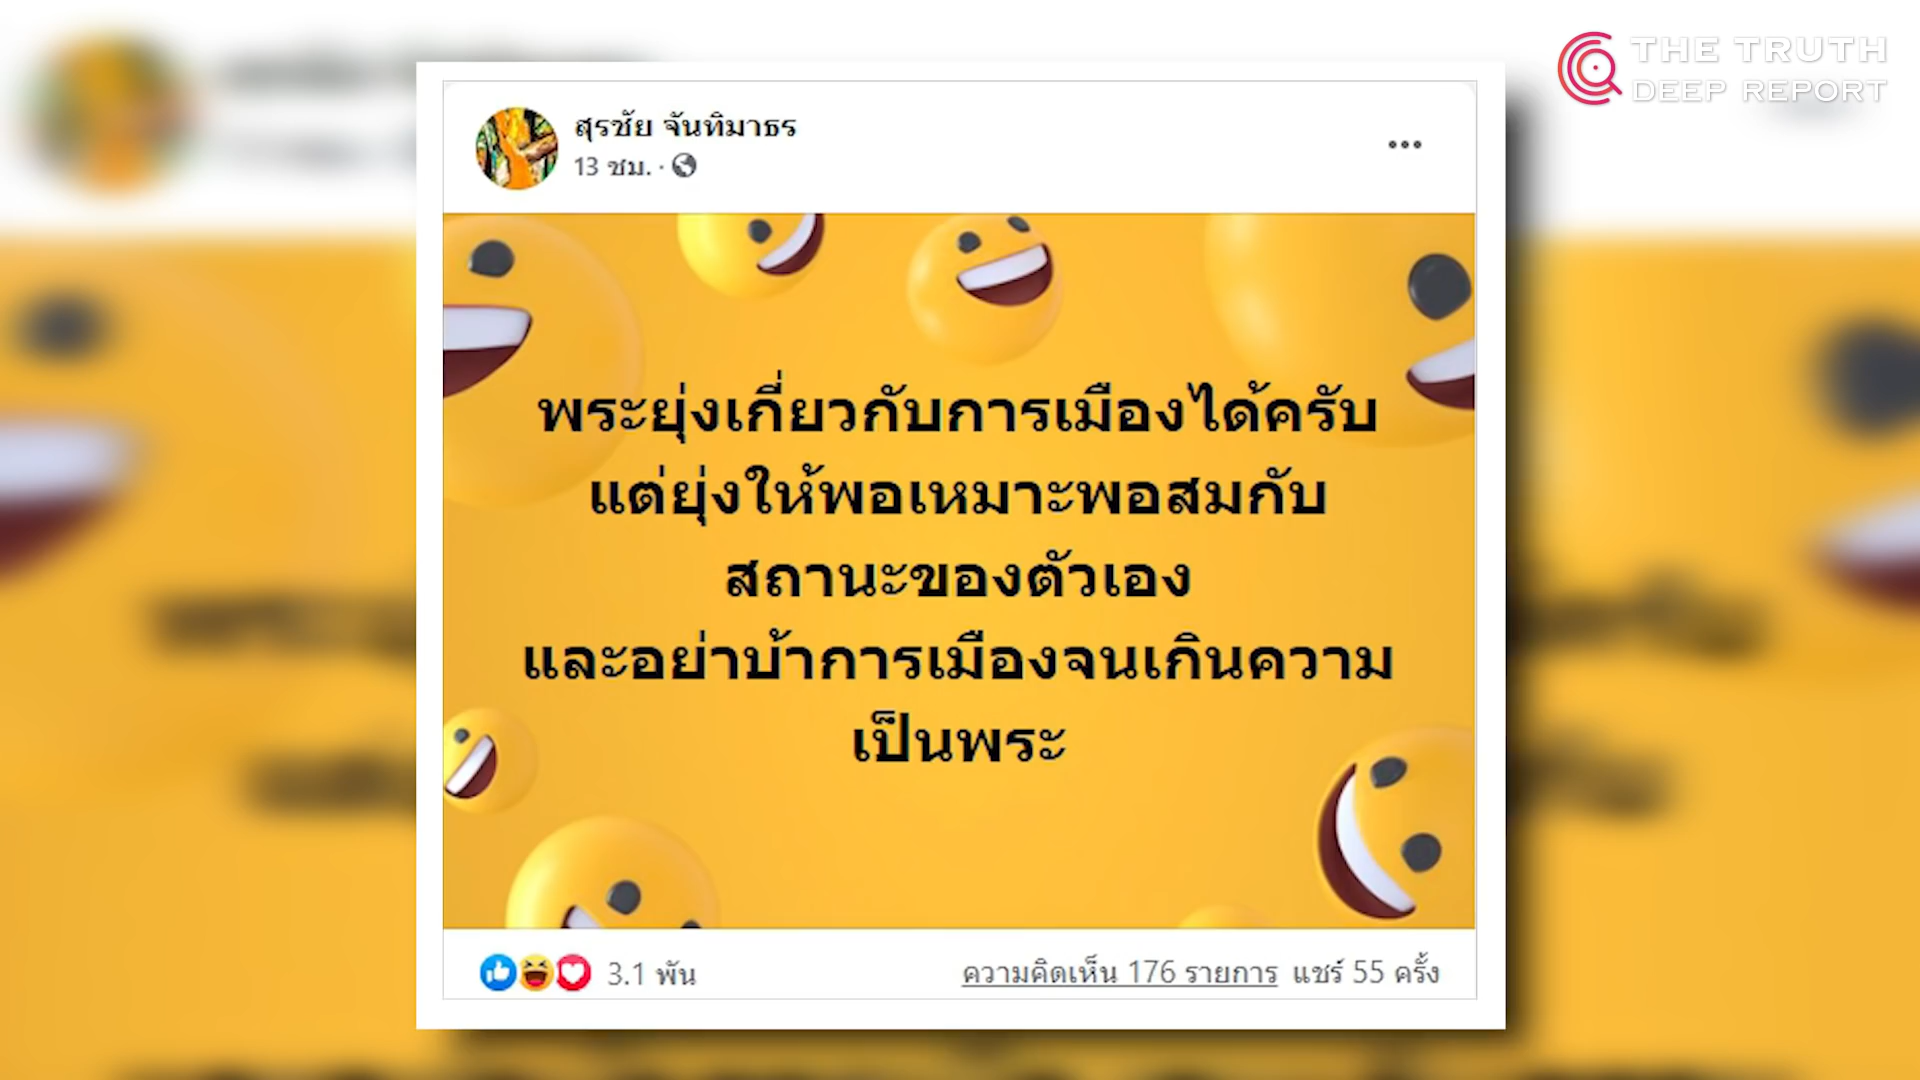 THE TRUTH
DEEP REPORT
สุรชัย จันทิมาธร
13 ชม. ·
พระยุ่งเกี่ยวกับการเมืองได้ครับ
แต่ยุ่งให้พอเหมาะพอสมกับ
สถานะของตัวเอง
และอย่าบ้าการเมืองจนเกินความ
เป็นพระ
3.1 พัน
ความคิดเห็น 176 รายการ แชร์ 55 ครั้ง